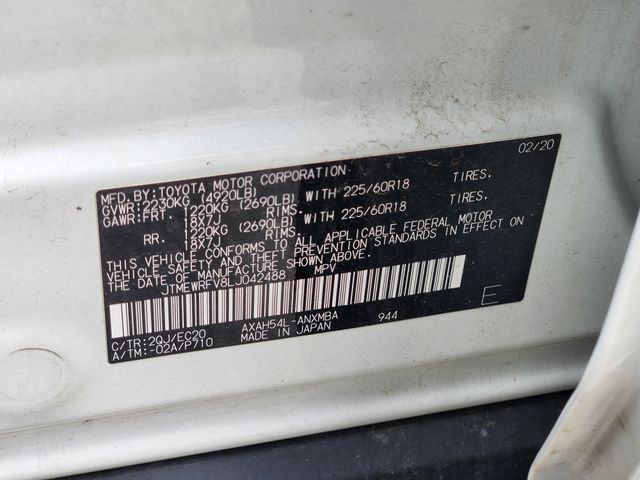 02/20
MFD.BY:TOYOTA MOTOR CORPORATION
GVWR:2230KG (4920LB)
GAWR:FRT. 1220KG (2690LB) WITH 225/60R18 TIRES.
18X7J RIMS.
RR. 1220KG (2690LB) WITH 225/60R18 TIRES.
18X7J RIMS.
THIS VEHICLE CONFORMS TO ALL APPLICABLE FEDERAL MOTOR
VEHICLE SAFETY AND THEFT PREVENTION STANDARDS IN EFFECT ON
THE DATE OF MANUFACTURE SHOWN ABOVE.
JTMEWRFV8LJ042488 MPV
E
C/TR:2QJ/EC20 AXAH54L-ANXMBA 944
A/TM:-02A/P710 MADE IN JAPAN